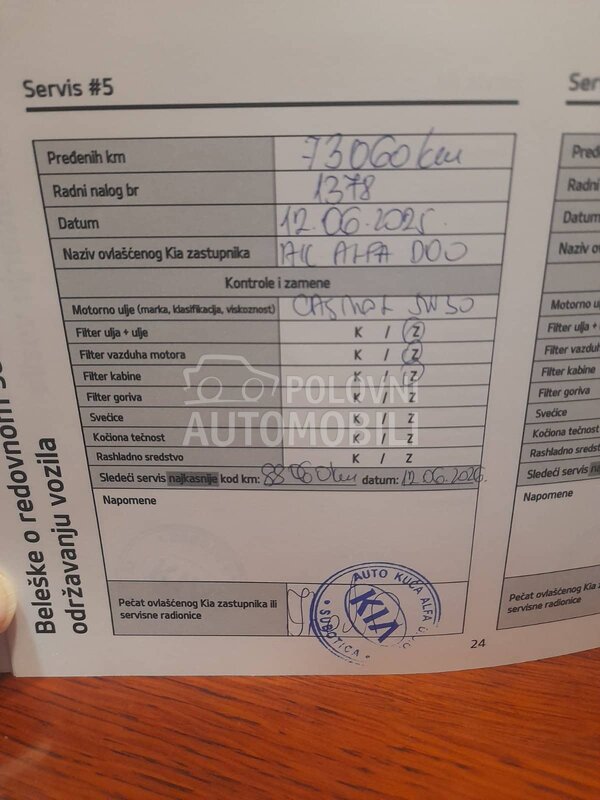 Servis #5
Pređenih km 73060 km
Radni nalog br 1378
Datum 12.06.2025.
Naziv ovlašćenog Kia zastupnika AK ALFA DOO
Kontrole i zamene
Motorno ulje (marka, klasifikacija, viskoznost) CASTROL 5W30
Filter ulja + ulje K / Z
Filter vazduha motora K / Z
Filter kabine K / Z
Filter goriva K / Z
Svećice K / Z
Kočiona tečnost K / Z
Rashladno sredstvo K / Z
Sledeći servis najkasnije kod km: 88060 km datum: 12.06.2026.
Napomene
Pečat ovlašćenog Kia zastupnika ili
servisne radionice
AUTO KUĆA ALFA
KIA
SUBOTICA
24
Beleške o redovnom
održavanju vozila
POLOVNI
AUTOMOBILI
Ser
Pređe
Radni
Datum
Naziv o
Motorno u
Filter ulja +
Filter vazduh
Filter kabine
Filter goriva
Svećice
Kočiona tečnost
Rashladno sredst
Sledeći servis na
Napomene
Pečat ovlašćenog Kia z
servisne radionice